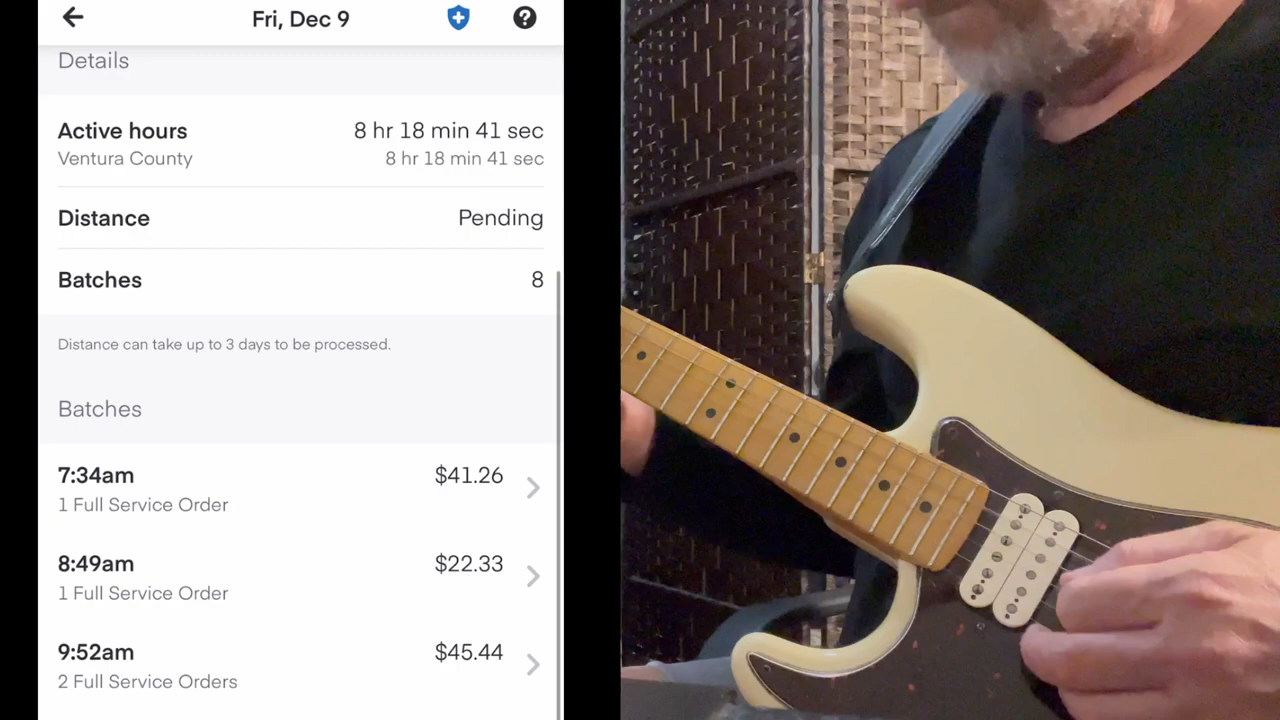 Fri, Dec 9
Details
Active hours 8 hr 18 min 41 sec
Ventura County 8 hr 18 min 41 sec
Distance Pending
Batches 8
Distance can take up to 3 days to be processed.
Batches
7:34am $41.26
1 Full Service Order
8:49am $22.33
1 Full Service Order
9:52am $45.44
2 Full Service Orders